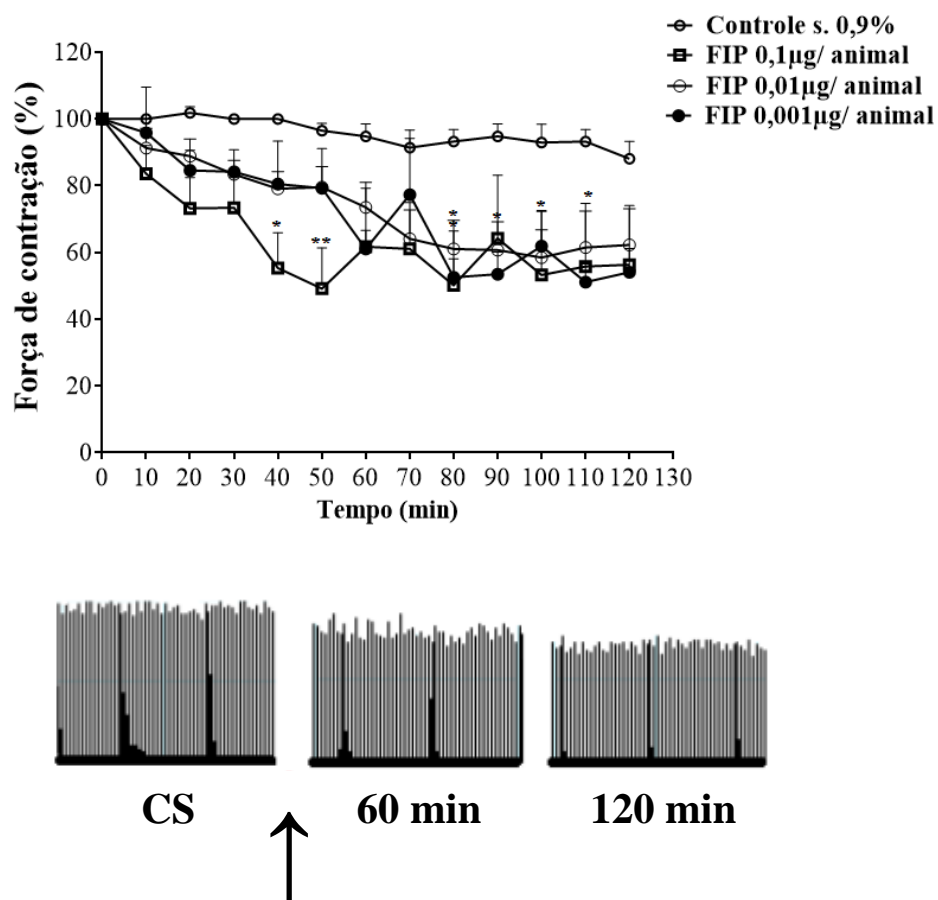 Controle s. 0,9%
FIP 0,1µg/ animal
FIP 0,01µg/ animal
FIP 0,001µg/ animal
Força de contração (%)
120
100
80
60
40
20
0
* ** * * * * *
0 10 20 30 40 50 60 70 80 90 100 110 120 130
Tempo (min)
CS 60 min 120 min